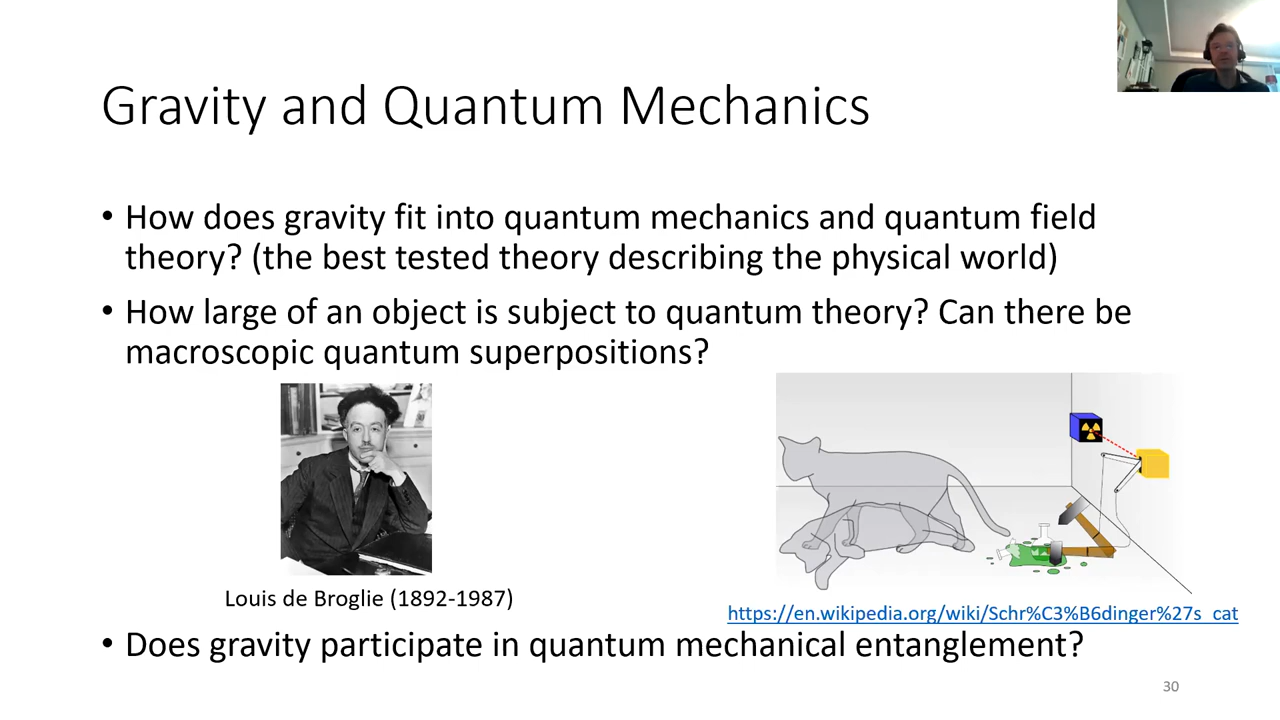 Gravity and Quantum Mechanics
• How does gravity fit into quantum mechanics and quantum field
theory? (the best tested theory describing the physical world)
• How large of an object is subject to quantum theory? Can there be
macroscopic quantum superpositions?
Louis de Broglie (1892-1987)
https://en.wikipedia.org/wiki/Schr%C3%B6dinger%27s_cat
• Does gravity participate in quantum mechanical entanglement?
30